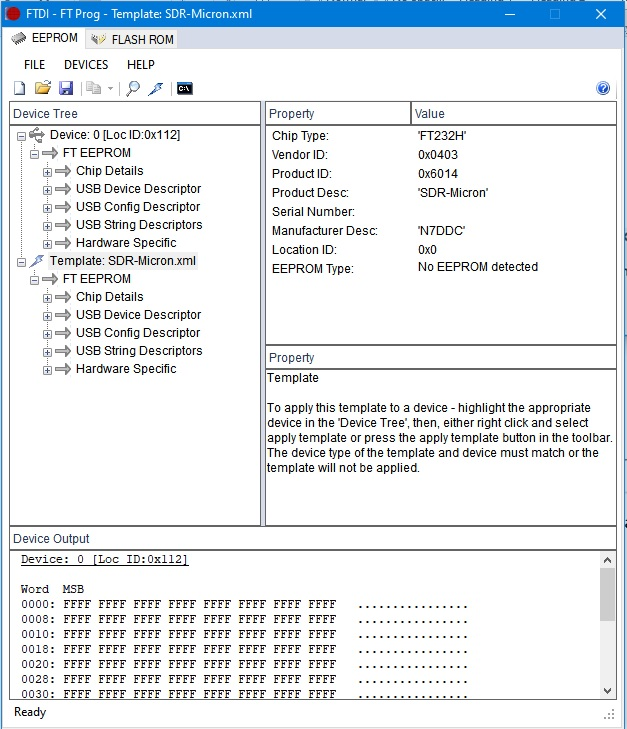 FTDI - FT Prog - Template: SDR-Micron.xml
EEPROM
FLASH ROM
FILE DEVICES HELP
C:\
Device Tree
Device: 0 [Loc ID:0x112]
FT EEPROM
Chip Details
USB Device Descriptor
USB Config Descriptor
USB String Descriptors
Hardware Specific
Template: SDR-Micron.xml
FT EEPROM
Chip Details
USB Device Descriptor
USB Config Descriptor
USB String Descriptors
Hardware Specific
Property Value
Chip Type: 'FT232H'
Vendor ID: 0x0403
Product ID: 0x6014
Product Desc: 'SDR-Micron'
Serial Number:
Manufacturer Desc: 'N7DDC'
Location ID: 0x0
EEPROM Type: No EEPROM detected
Property
Template
To apply this template to a device - highlight the appropriate
device in the 'Device Tree', then, either right click and select
apply template or press the apply template button in the toolbar.
The device type of the template and device must match or the
template will not be applied.
Device Output
Device: 0 [Loc ID:0x112]
Word MSB
0000: FFFF FFFF FFFF FFFF FFFF FFFF FFFF FFFF ................
0008: FFFF FFFF FFFF FFFF FFFF FFFF FFFF FFFF ................
0010: FFFF FFFF FFFF FFFF FFFF FFFF FFFF FFFF ................
0018: FFFF FFFF FFFF FFFF FFFF FFFF FFFF FFFF ................
0020: FFFF FFFF FFFF FFFF FFFF FFFF FFFF FFFF ................
0028: FFFF FFFF FFFF FFFF FFFF FFFF FFFF FFFF ................
0030: FFFF FFFF FFFF FFFF FFFF FFFF FFFF FFFF ................
Ready